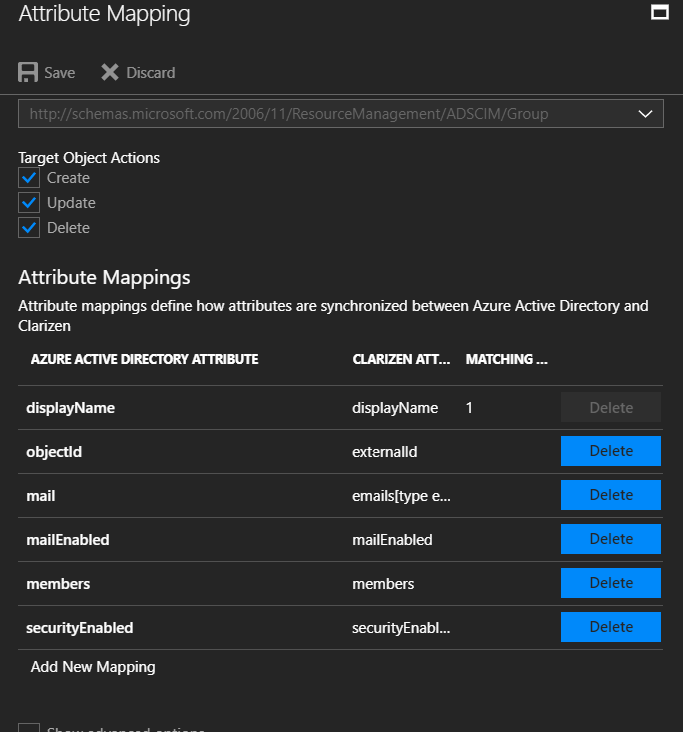 Attribute Mapping
Save Discard
http://schemas.microsoft.com/2006/11/ResourceManagement/ADSCIM/Group
Target Object Actions
Create
Update
Delete
Attribute Mappings
Attribute mappings define how attributes are synchronized between Azure Active Directory and
Clarizen
AZURE ACTIVE DIRECTORY ATTRIBUTE CLARIZEN ATT... MATCHING ...
displayName displayName 1 Delete
objectId externalId Delete
mail emails[type e... Delete
mailEnabled mailEnabled Delete
members members Delete
securityEnabled securityEnabl... Delete
Add New Mapping
Show advanced options